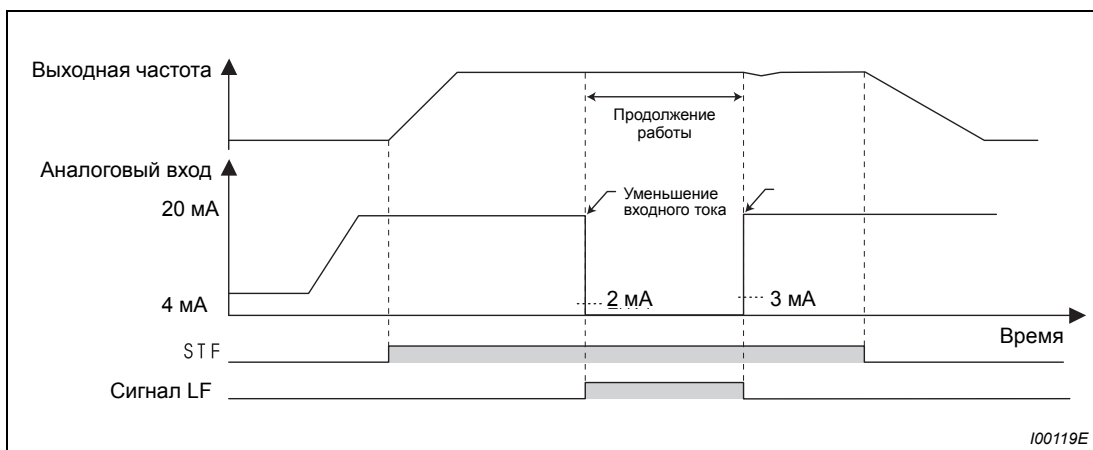 Выходная частота
Продолжение
работы
Аналоговый вход
20 мА
Уменьшение
входного тока
4 мА
2 мА
3 мА
Время
STF
Сигнал LF
I00119E